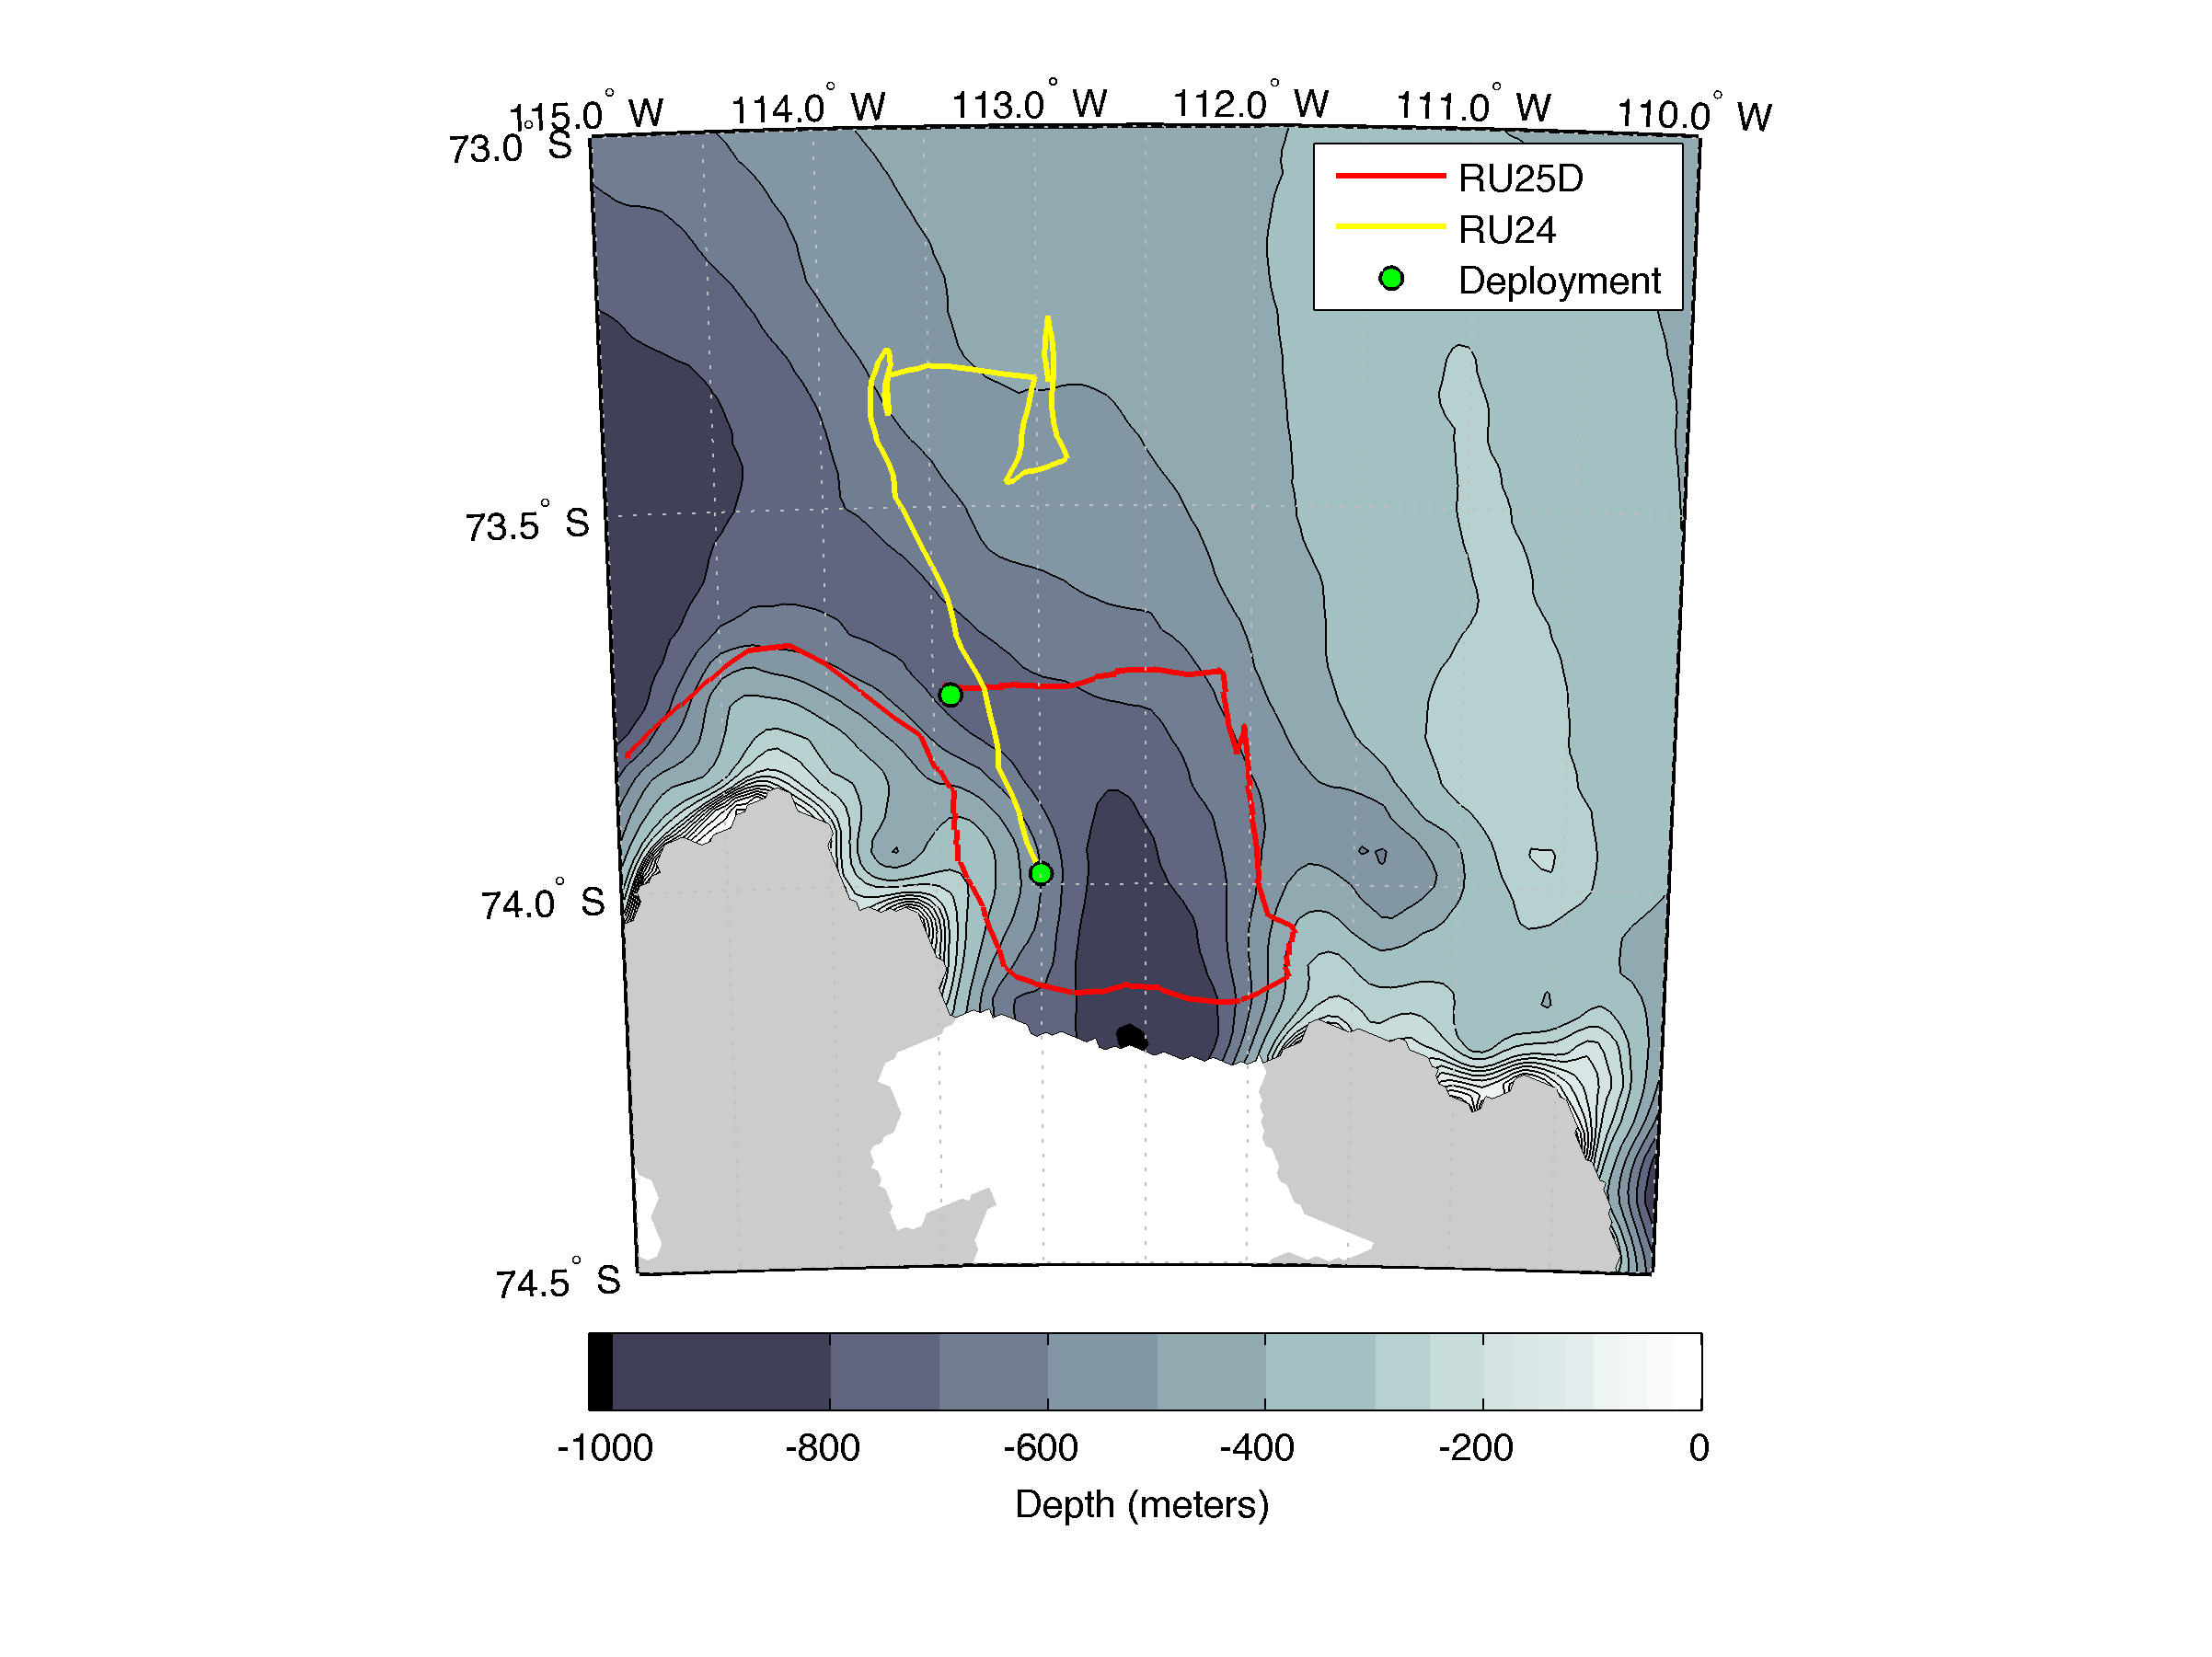 115.0° W 114.0° W 113.0° W 112.0° W 111.0° W 110.0° W
73.0° S
RU25D
RU24
Deployment
73.5° S
74.0° S
74.5° S
-1000 -800 -600 -400 -200 0
Depth (meters)